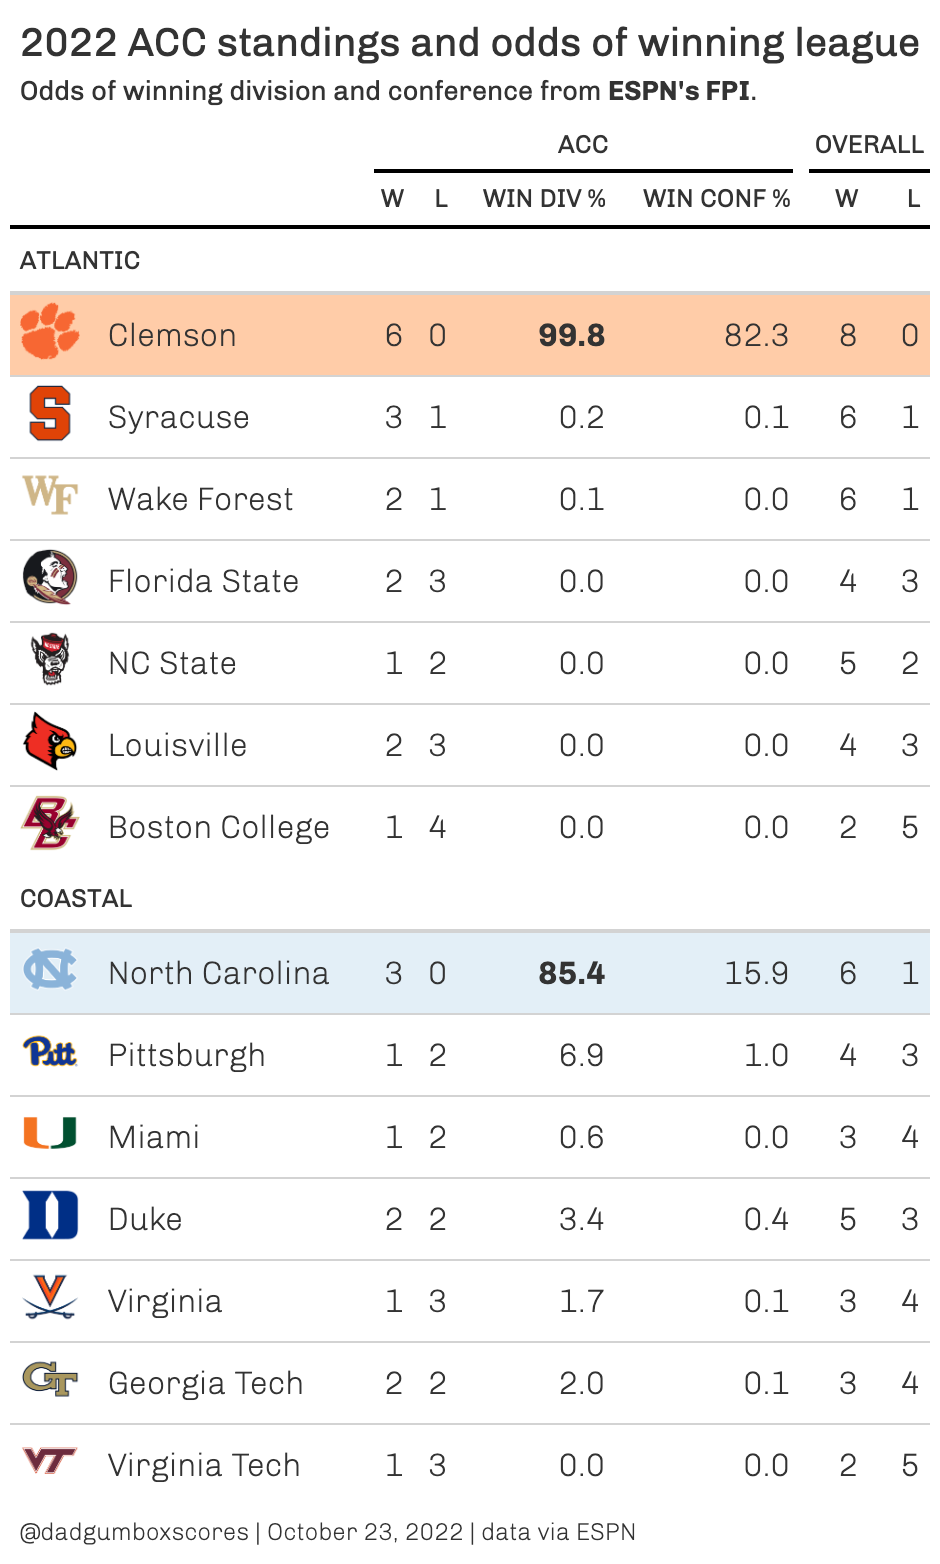 2022 ACC standings and odds of winning league
Odds of winning division and conference from ESPN's FPI.
ACC OVERALL
W L WIN DIV % WIN CONF % W L
ATLANTIC
Clemson 6 0 99.8 82.3 8 0
S Syracuse 3 1 0.2 0.1 6 1
WF Wake Forest 2 1 0.1 0.0 6 1
Florida State 2 3 0.0 0.0 4 3
NC State 1 2 0.0 0.0 5 2
Louisville 2 3 0.0 0.0 4 3
BC Boston College 1 4 0.0 0.0 2 5
COASTAL
NC North Carolina 3 0 85.4 15.9 6 1
Pitt Pittsburgh 1 2 6.9 1.0 4 3
U Miami 1 2 0.6 0.0 3 4
D Duke 2 2 3.4 0.4 5 3
V Virginia 1 3 1.7 0.1 3 4
GT Georgia Tech 2 2 2.0 0.1 3 4
VT Virginia Tech 1 3 0.0 0.0 2 5
@dadgumboxscores | October 23, 2022 | data via ESPN